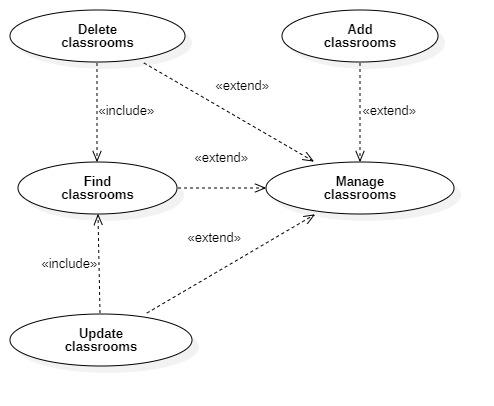 Delete
classrooms
Add
classrooms
«extend»
«include»
«extend»
«extend»
Find
classrooms
Manage
classrooms
«extend»
«include»
Update
classrooms